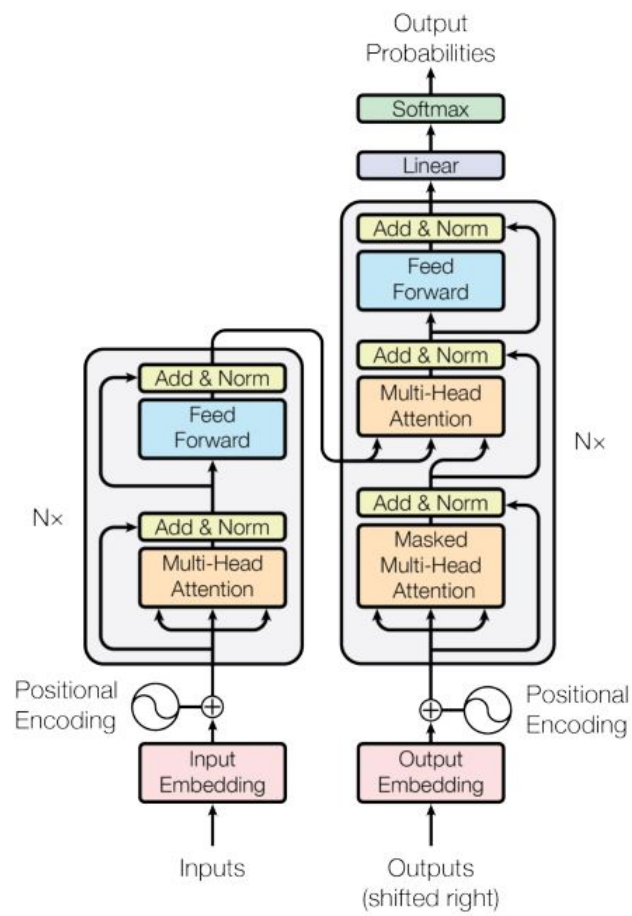 Output
Probabilities
Softmax
Linear
Add & Norm
Feed
Forward
Add & Norm
Multi-Head
Attention
Nx
Add & Norm
Masked
Multi-Head
Attention
Add & Norm
Feed
Forward
Nx
Add & Norm
Multi-Head
Attention
Positional
Encoding
Positional
Encoding
Input
Embedding
Output
Embedding
Inputs
Outputs
(shifted right)